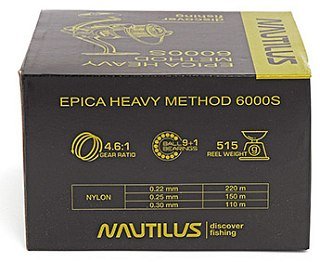 EPICA HEAVY
METHOD
6000S
EPICA HEAVY METHOD 6000S
4.6:1
GEAR RATIO
BALL BEARINGS
9+1
515
REEL WEIGHT
g
NYLON
0.22 mm 220 m
0.25 mm 150 m
0.30 mm 110 m
NAUTILUS
discover
fishing